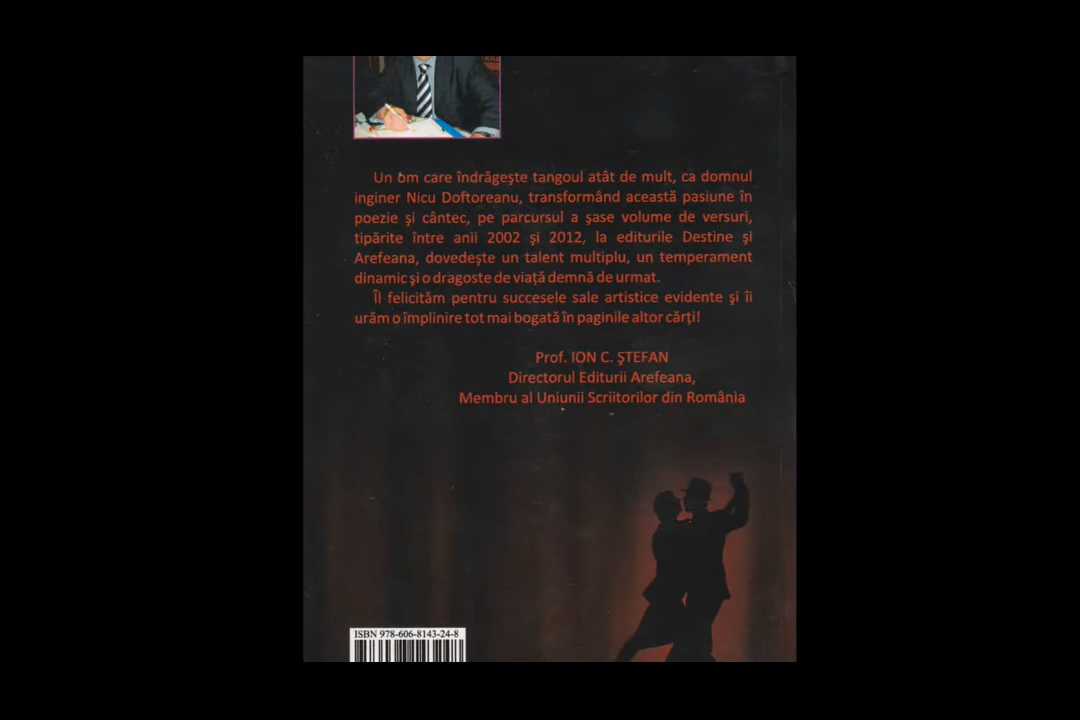 Un om care îndrăgeşte tangoul atât de mult, ca domnul
inginer Nicu Doftoreanu, transformând această pasiune în
poezie şi cântec, pe parcursul a şase volume de versuri,
tipărite între anii 2002 şi 2012, la editurile Destine şi
Arefeana, dovedeşte un talent multiplu, un temperament
dinamic şi o dragoste de viaţă demnă de urmat.
Îl felicităm pentru succesele sale artistice evidente şi îi
urăm o împlinire tot mai bogată în paginile altor cărţi!
Prof. ION C. ŞTEFAN
Directorul Editurii Arefeana,
Membru al Uniunii Scriitorilor din România
ISBN 978-606-8143-24-8